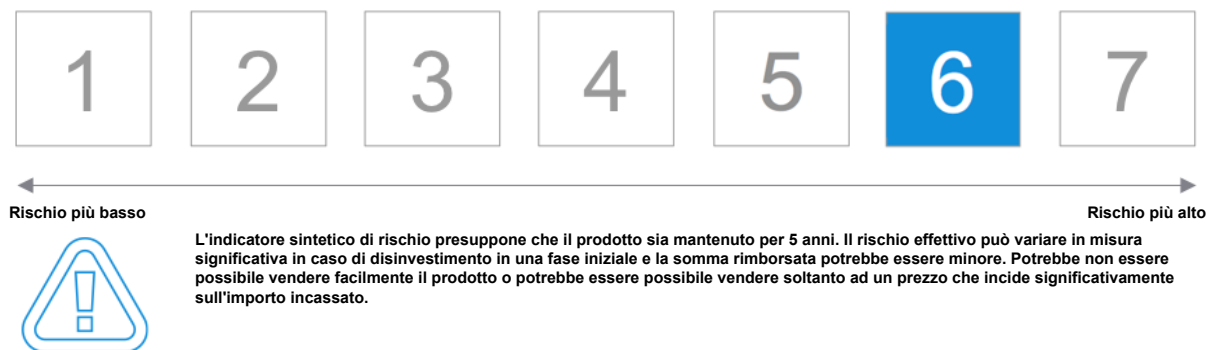 1 2 3 4 5 6 7
Rischio più basso Rischio più alto
L'indicatore sintetico di rischio presuppone che il prodotto sia mantenuto per 5 anni. Il rischio effettivo può variare in misura
significativa in caso di disinvestimento in una fase iniziale e la somma rimborsata potrebbe essere minore. Potrebbe non essere
possibile vendere facilmente il prodotto o potrebbe essere possibile vendere soltanto ad un prezzo che incide significativamente
sull'importo incassato.